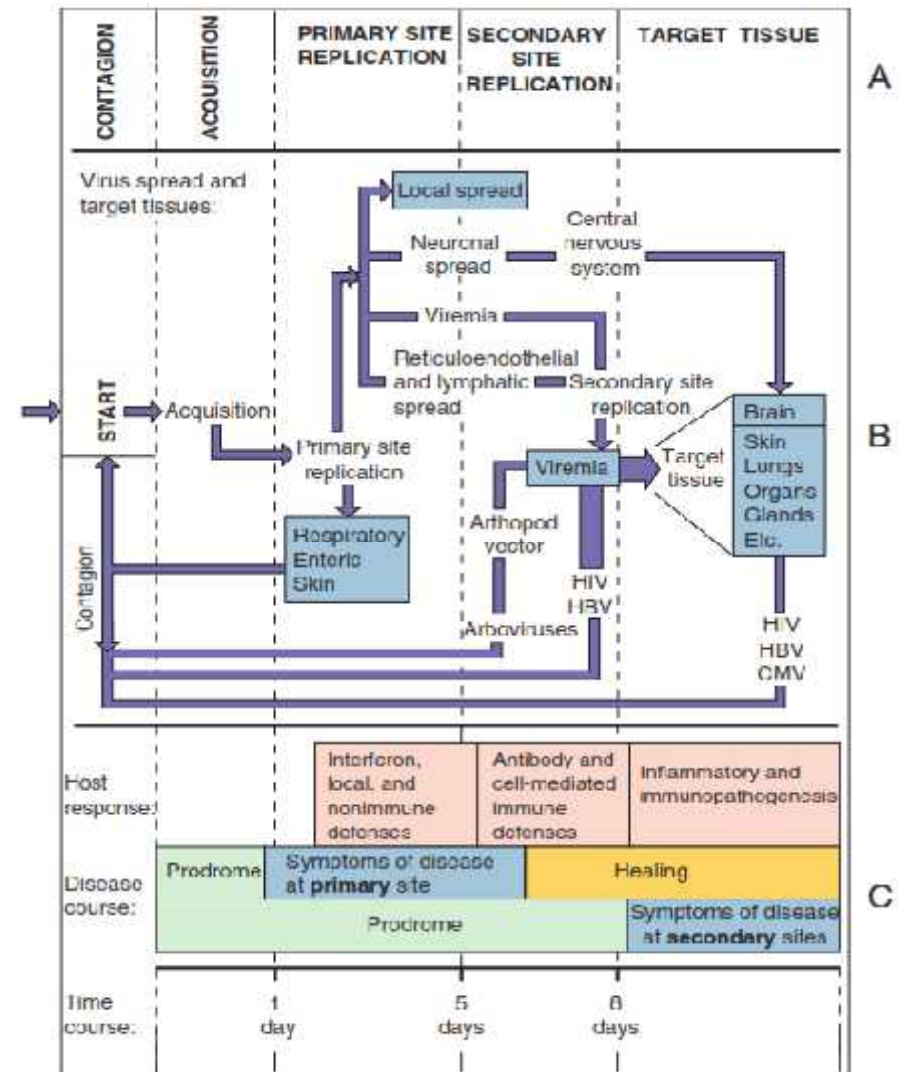 CONTAGION
ACQUISITION
PRIMARY SITE
REPLICATION
SECONDARY
SITE
REPLICATION
TARGET TISSUE
A
Virus spread and
target tissues:
Local spread
Neuronal
spread
Central
nervous
system
Viremia
Reticuloendothelial
and lymphatic
spread
Secondary site
replication
START
Acquisition
Primary site
replication
Viremia
Target
tissue
Brain
Skin
Lungs
Organs
Glands
Etc.
B
Respiratory
Enteric
Skin
Arthopod
vector
Contagion
HIV
HBV
Arboviruses
HIV
HBV
CMV
Host
response:
Interferon,
local, and
nonimmune
defenses
Antibody and
cell-mediated
immune
defenses
Inflammatory and
immunopathogenesis
Disease
course:
Prodrome
Symptoms of disease
at primary site
Healing
Prodrome
Symptoms of disease
at secondary sites
C
Time
course:
1
day
5
days
8
days